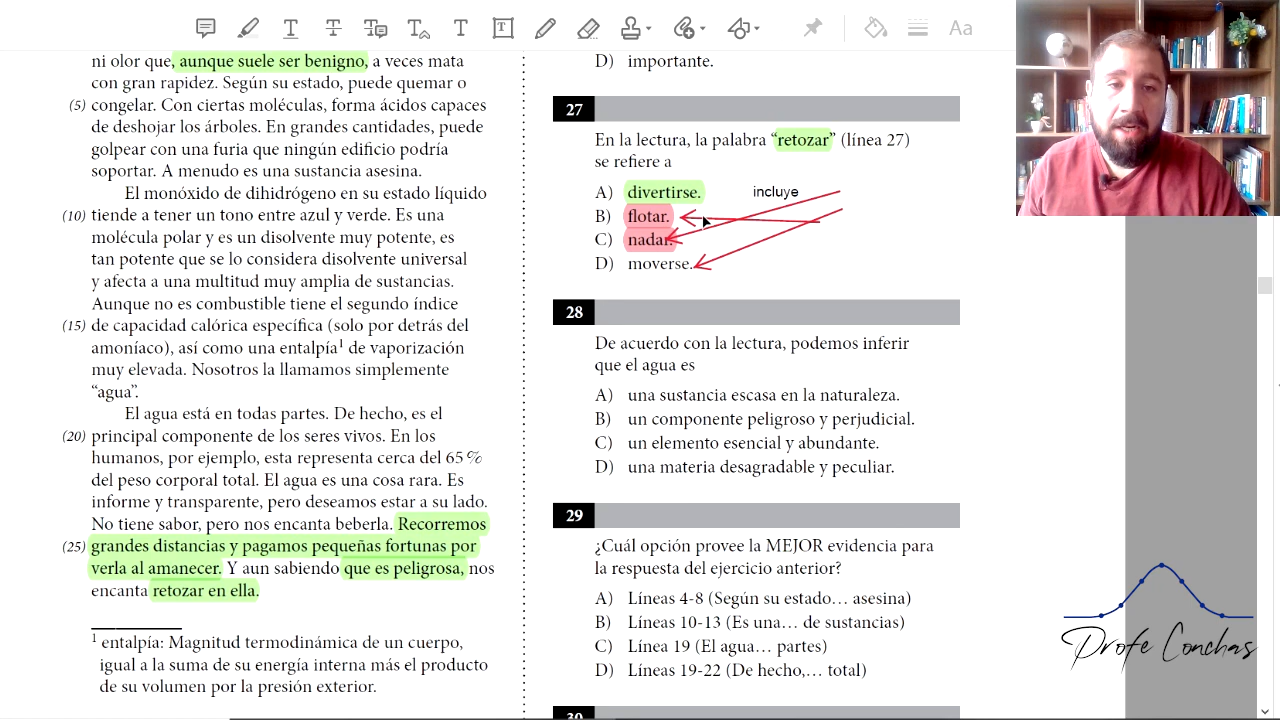 ni olor que, aunque suele ser benigno, a veces mata
con gran rapidez. Según su estado, puede quemar o
(5) congelar. Con ciertas moléculas, forma ácidos capaces
de deshojar los árboles. En grandes cantidades, puede
golpear con una furia que ningún edificio podría
soportar. A menudo es una sustancia asesina.
El monóxido de dihidrógeno en su estado líquido
(10) tiende a tener un tono entre azul y verde. Es una
molécula polar y es un disolvente muy potente, es
tan potente que se lo considera disolvente universal
y afecta a una multitud muy amplia de sustancias.
Aunque no es combustible tiene el segundo índice
(15) de capacidad calórica específica (solo por detrás del
amoníaco), así como una entalpía1 de vaporización
muy elevada. Nosotros la llamamos simplemente
“agua”.
El agua está en todas partes. De hecho, es el
(20) principal componente de los seres vivos. En los
humanos, por ejemplo, esta representa cerca del 65 %
del peso corporal total. El agua es una cosa rara. Es
informe y transparente, pero deseamos estar a su lado.
No tiene sabor, pero nos encanta beberla. Recorremos
(25) grandes distancias y pagamos pequeñas fortunas por
verla al amanecer. Y aun sabiendo que es peligrosa, nos
encanta retozar en ella.
1 entalpía: Magnitud termodinámica de un cuerpo,
igual a la suma de su energía interna más el producto
de su volumen por la presión exterior.
D) importante.
27
En la lectura, la palabra “retozar” (línea 27)
se refiere a
A) divertirse. incluye
B) flotar.
C) nadar.
D) moverse.
28
De acuerdo con la lectura, podemos inferir
que el agua es
A) una sustancia escasa en la naturaleza.
B) un componente peligroso y perjudicial.
C) un elemento esencial y abundante.
D) una materia desagradable y peculiar.
29
¿Cuál opción provee la MEJOR evidencia para
la respuesta del ejercicio anterior?
A) Líneas 4-8 (Según su estado… asesina)
B) Líneas 10-13 (Es una… de sustancias)
C) Línea 19 (El agua… partes)
D) Líneas 19-22 (De hecho,… total)
30
Profe Conchas